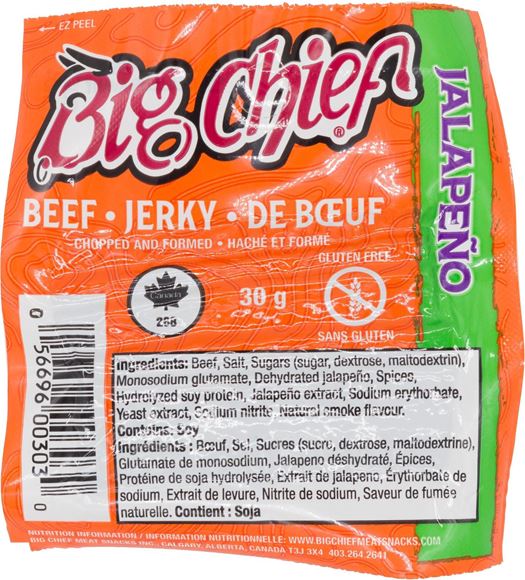 ← EZ PEEL
Big Chief®
JALAPEÑO
BEEF • JERKY • DE BŒUF
CHOPPED AND FORMED • HACHÉ ET FORMÉ
GLUTEN FREE
Canada
30 g
SANS GLUTEN
0 56696 00303 0
Ingredients: Beef, Salt, Sugars (sugar, dextrose, maltodextrin),
Monosodium glutamate, Dehydrated jalapeño, Spices,
Hydrolyzed soy protein, Jalapeño extract, Sodium erythorbate,
Yeast extract, Sodium nitrite, Natural smoke flavour.
Contains: Soy
Ingrédients : Bœuf, Sel, Sucres (sucre, dextrose, maltodextrine),
Glutamate de monosodium, Jalapeno déshydraté, Épices,
Protéine de soja hydrolysée, Extrait de jalapeno, Érythorbate de
sodium, Extrait de levure, Nitrite de sodium, Saveur de fumée
naturelle. Contient : Soja
NUTRITION INFORMATION / INFORMATION NUTRITIONNELLE: WWW.BIGCHIEFMEATSNACKS.COM
BIG CHIEF MEAT SNACKS INC., CALGARY, ALBERTA, CANADA T3J 3X4 403.264.2641